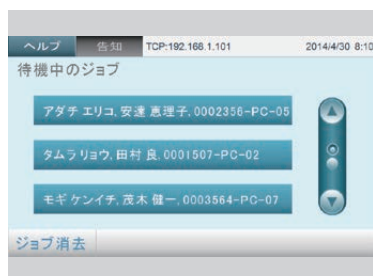 ヘルプ 告知 TCP:192.168.1.101 2014/4/30 8:10
待機中のジョブ
アダチ エリコ, 安達 恵理子, 0002356-PC-05
タムラ リョウ, 田村 良, 0001507-PC-02
モギ ケンイチ, 茂木 健一, 0003564-PC-07
ジョブ消去